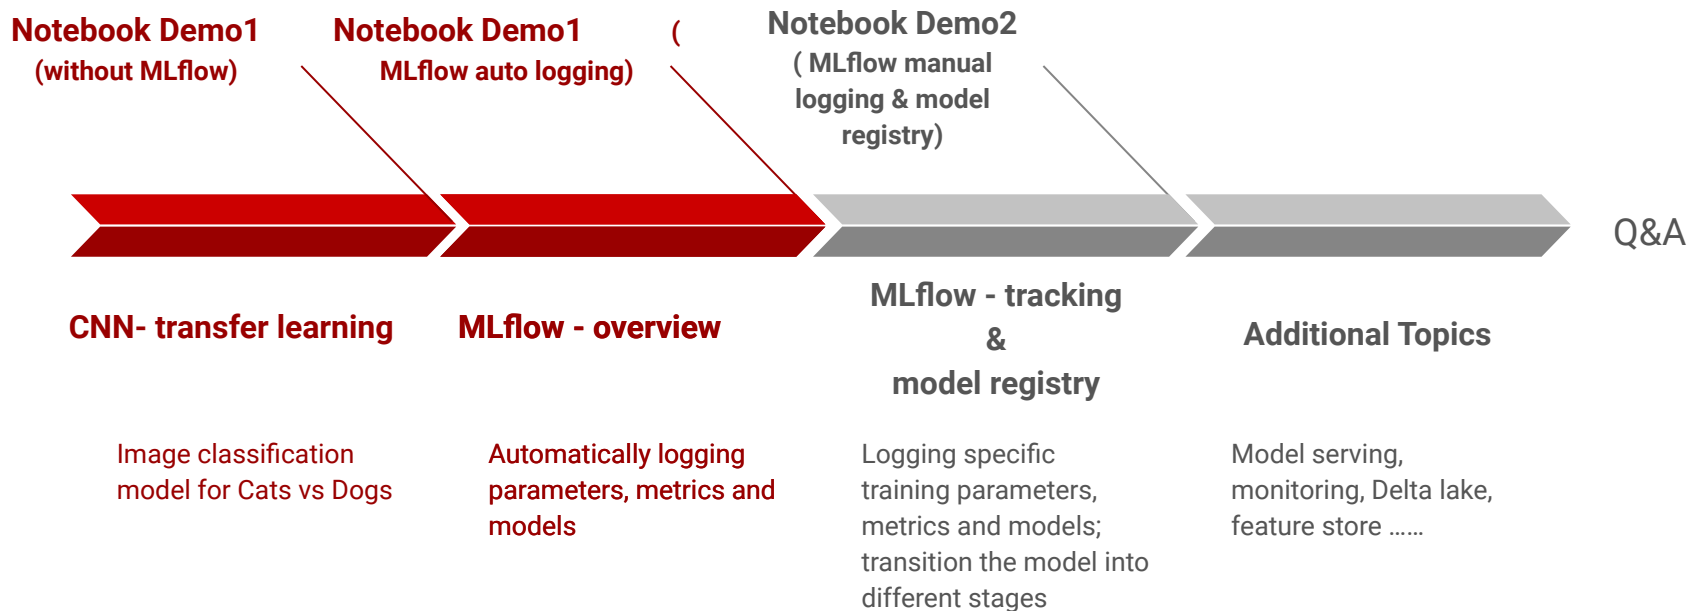 Notebook Demo1
(without MLflow)
Notebook Demo1 (
MLflow auto logging)
Notebook Demo2
( MLflow manual
logging & model
registry)
Q&A
CNN- transfer learning
Image classification
model for Cats vs Dogs
MLflow - overview
Automatically logging
parameters, metrics and
models
MLflow - tracking
&
model registry
Logging specific
training parameters,
metrics and models;
transition the model into
different stages
Additional Topics
Model serving,
monitoring, Delta lake,
feature store ......